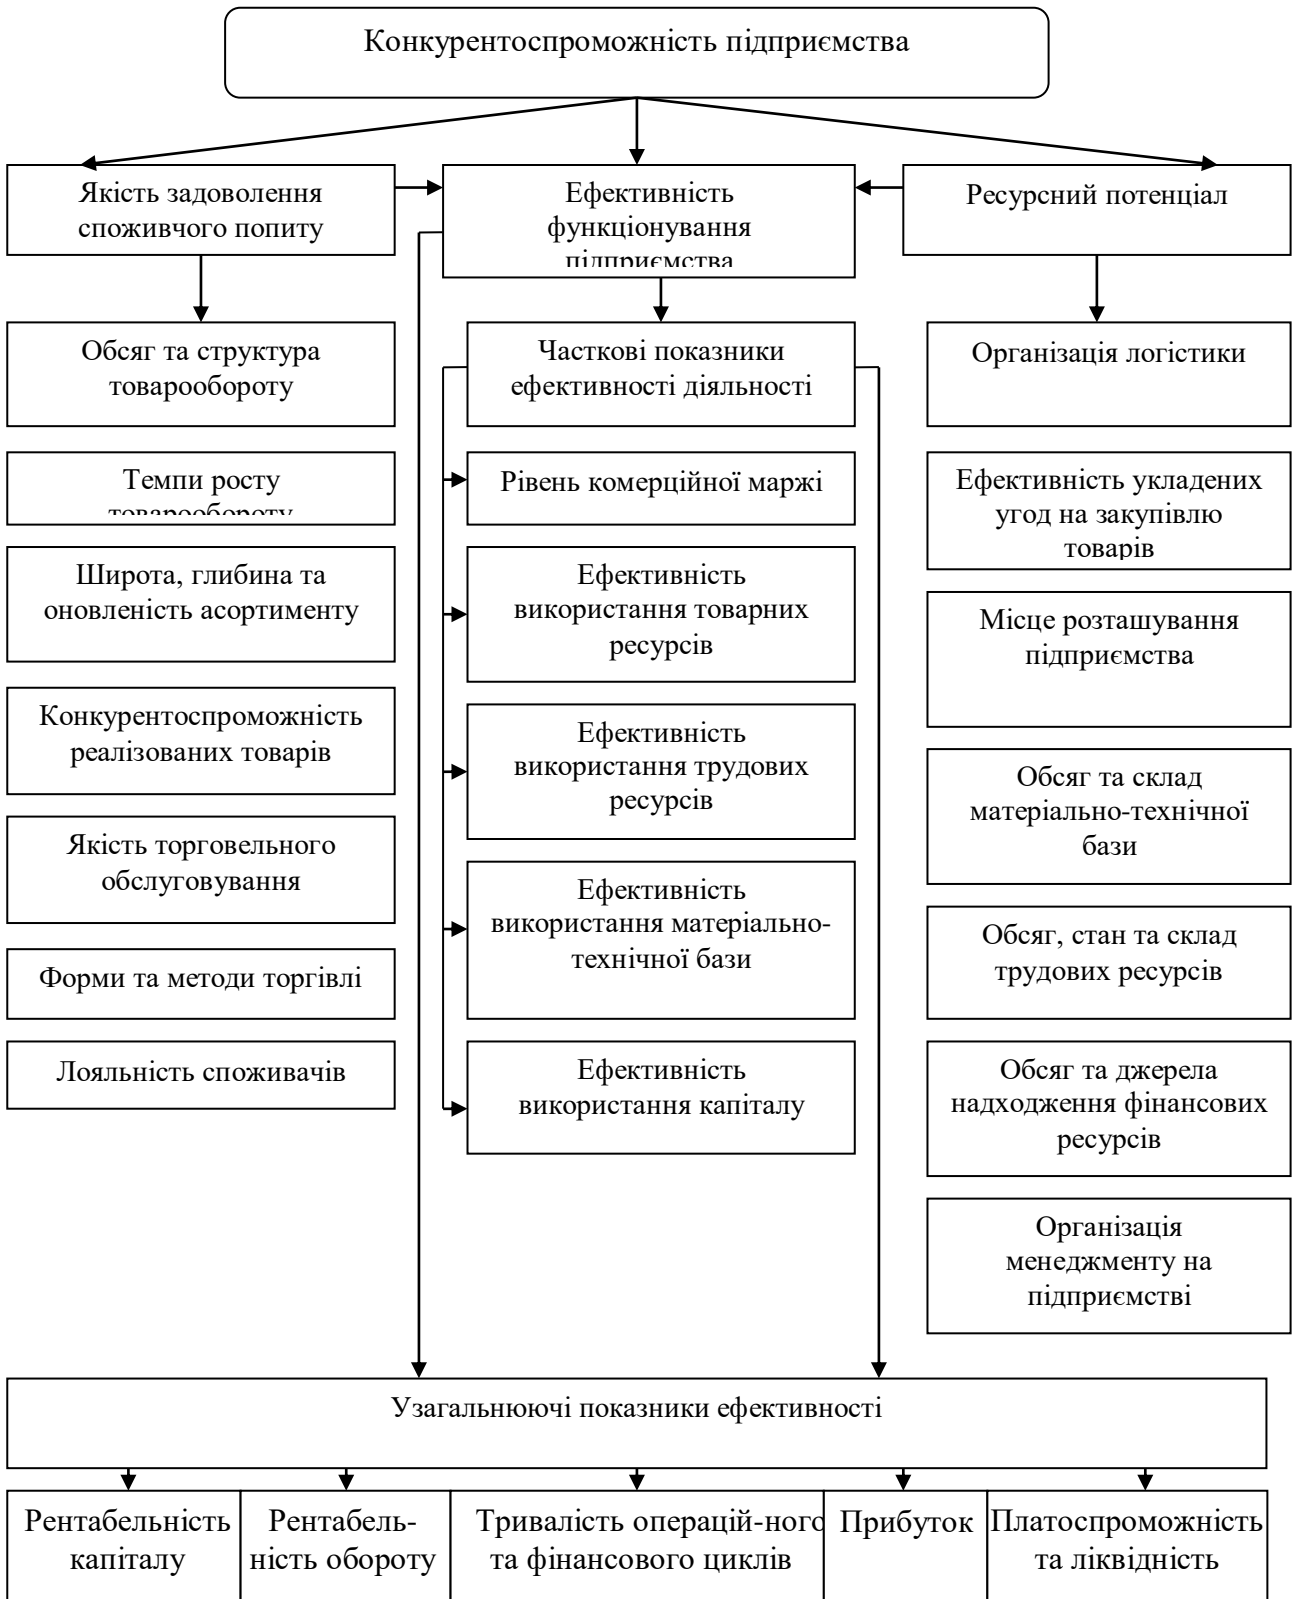 Конкурентоспроможність підприємства
Якість задоволення
споживчого попиту
Ефективність
функціонування
підприємства
Ресурсний потенціал
Обсяг та структура
товарообороту
Темпи росту
товарообороту
Широта, глибина та
оновленість асортименту
Конкурентоспроможність
реалізованих товарів
Якість торговельного
обслуговування
Форми та методи торгівлі
Лояльність споживачів
Часткові показники
ефективності діяльності
Рівень комерційної маржі
Ефективність
використання товарних
ресурсів
Ефективність
використання трудових
ресурсів
Ефективність
використання матеріально-
технічної бази
Ефективність
використання капіталу
Організація логістики
Ефективність укладених
угод на закупівлю
товарів
Місце розташування
підприємства
Обсяг та склад
матеріально-технічної
бази
Обсяг, стан та склад
трудових ресурсів
Обсяг та джерела
надходження фінансових
ресурсів
Організація
менеджменту на
підприємстві
Узагальнюючі показники ефективності
Рентабельність
капіталу
Рентабель-
ність обороту
Тривалість операцій-ного
та фінансового циклів
Прибуток
Платоспроможність
та ліквідність